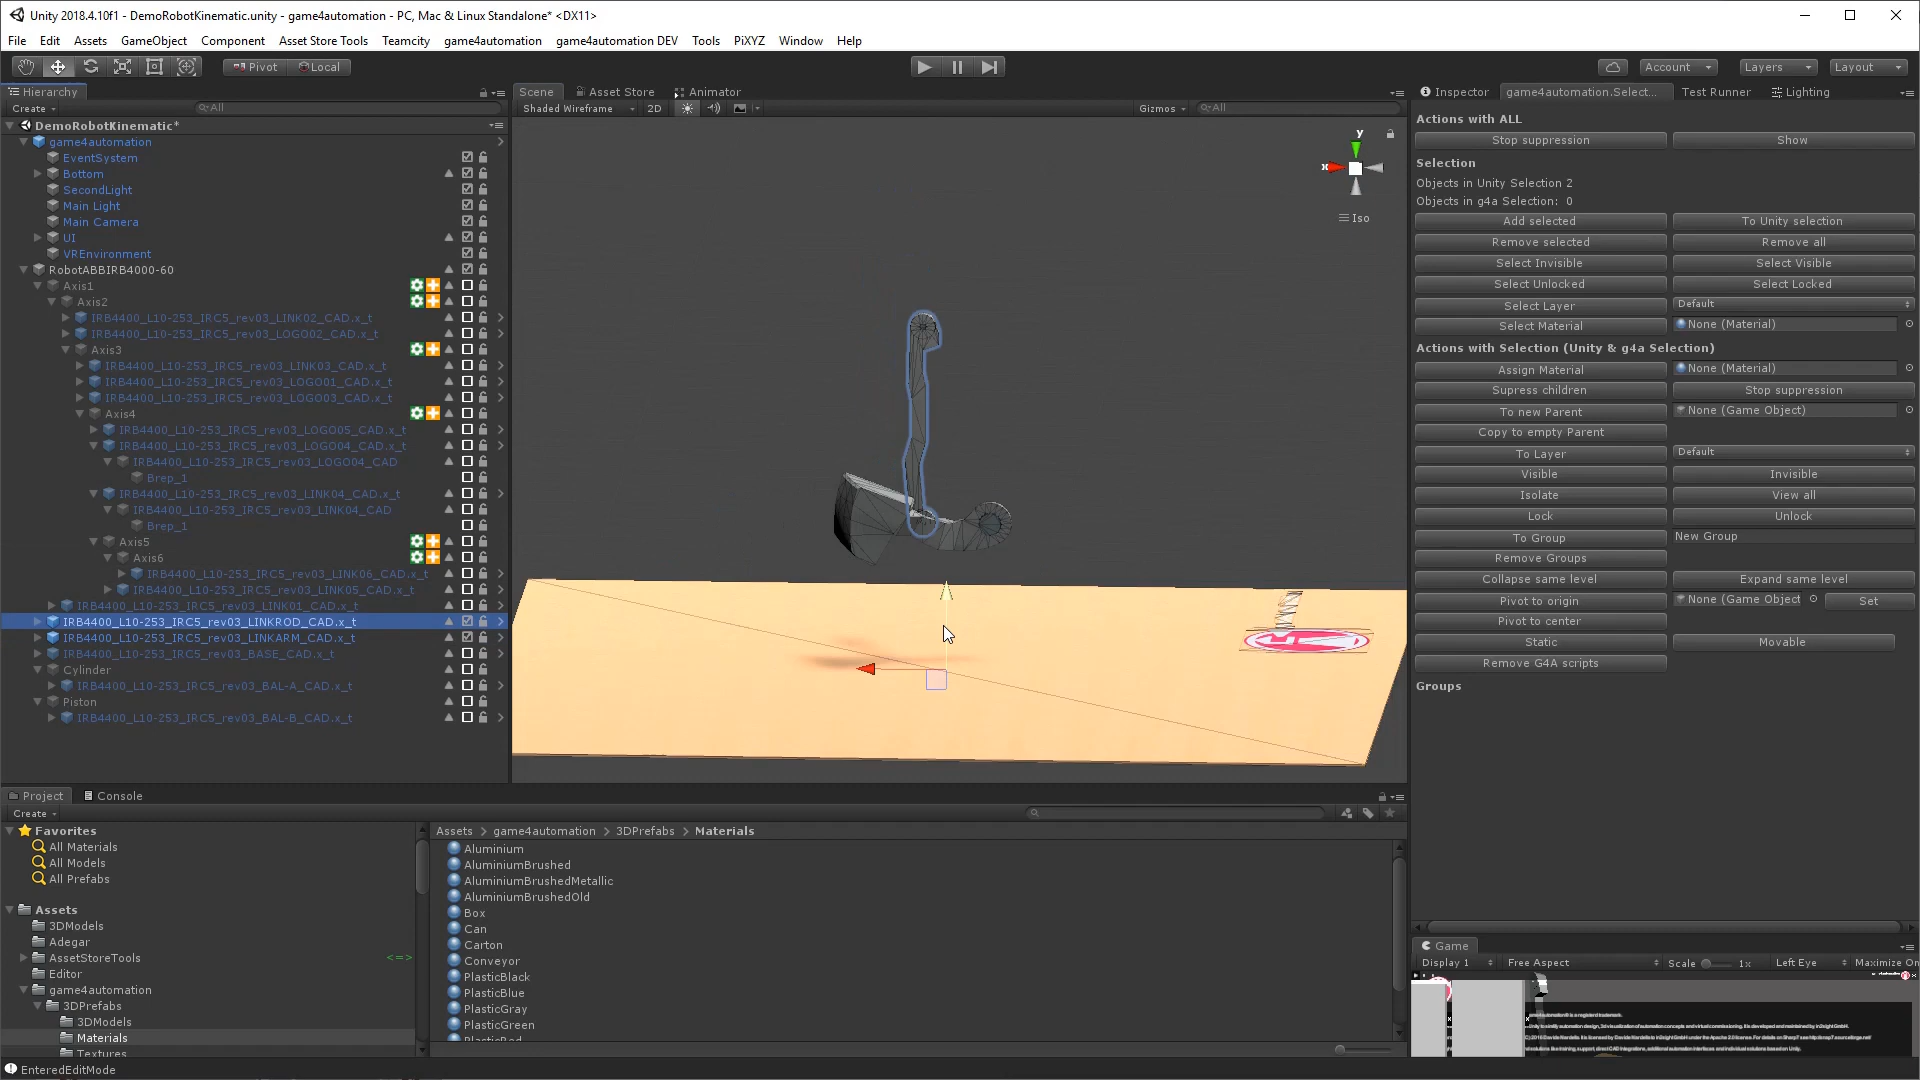 Unity 2018.4.10f1 - DemoRobotKinematic.unity - game4automation - PC, Mac & Linux Standalone* <DX11>
File Edit Assets GameObject Component Asset Store Tools Teamcity game4automation game4automation DEV Tools PiXYZ Window Help
Pivot Local Account Layers Layout
Hierarchy
Create All
DemoRobotKinematic*
game4automation
EventSystem
Bottom
SecondLight
Main Light
Main Camera
UI
VREnvironment
RobotABBIRB4000-60
Axis1
Axis2
IRB4400_L10-253_IRC5_rev03_LINK02_CAD.x_t
IRB4400_L10-253_IRC5_rev03_LOGO02_CAD.x_t
Axis3
IRB4400_L10-253_IRC5_rev03_LINK03_CAD.x_t
IRB4400_L10-253_IRC5_rev03_LOGO01_CAD.x_t
IRB4400_L10-253_IRC5_rev03_LOGO03_CAD.x_t
Axis4
IRB4400_L10-253_IRC5_rev03_LOGO05_CAD.x_t
IRB4400_L10-253_IRC5_rev03_LOGO04_CAD.x_t
IRB4400_L10-253_IRC5_rev03_LOGO04_CAD
Brep_1
IRB4400_L10-253_IRC5_rev03_LINK04_CAD.x_t
IRB4400_L10-253_IRC5_rev03_LINK04_CAD
Brep_1
Axis5
Axis6
IRB4400_L10-253_IRC5_rev03_LINK06_CAD.x_t
IRB4400_L10-253_IRC5_rev03_LINK05_CAD.x_t
IRB4400_L10-253_IRC5_rev03_LINK01_CAD.x_t
IRB4400_L10-253_IRC5_rev03_LINKROD_CAD.x_t
IRB4400_L10-253_IRC5_rev03_LINKARM_CAD.x_t
IRB4400_L10-253_IRC5_rev03_BASE_CAD.x_t
Cylinder
IRB4400_L10-253_IRC5_rev03_BAL-A_CAD.x_t
Piston
IRB4400_L10-253_IRC5_rev03_BAL-B_CAD.x_t
Scene Asset Store Animator
Shaded Wireframe 2D Gizmos All
y
x
Iso
Inspector game4automation.Select... Test Runner Lighting
Actions with ALL
Stop suppression Show
Selection
Objects in Unity Selection 2
Objects in g4a Selection: 0
Add selected To Unity selection
Remove selected Remove all
Select Invisible Select Visible
Select Unlocked Select Locked
Select Layer Default
Select Material None (Material)
Actions with Selection (Unity & g4a Selection)
Assign Material None (Material)
Supress children Stop suppression
To new Parent None (Game Object)
Copy to empty Parent
To Layer Default
Visible Invisible
Isolate View all
Lock Unlock
To Group New Group
Remove Groups
Collapse same level Expand same level
Pivot to origin None (Game Object Set
Pivot to center
Static Movable
Remove G4A scripts
Groups
Project Console
Create
Favorites
All Materials
All Models
All Prefabs
Assets
3DModels
Adegar
AssetStoreTools <=>
Editor
game4automation
3DPrefabs
3DModels
Materials
Textures
Assets > game4automation > 3DPrefabs > Materials
Aluminium
AluminiumBrushed
AluminiumBrushedMetallic
AluminiumBrushedOld
Box
Can
Carton
Conveyor
PlasticBlack
PlasticBlue
PlasticGray
PlasticGreen
PlasticRed
Game
Display 1 Free Aspect Scale 1x Left Eye Maximize On
EnteredEditMode